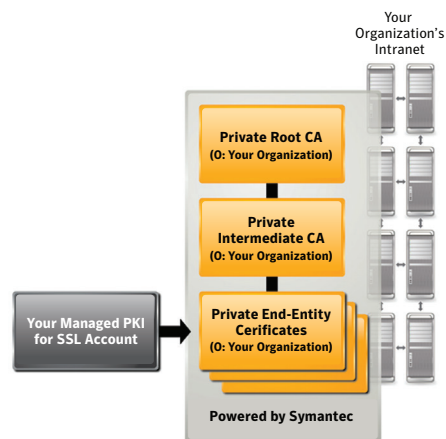 Your
Organization's
Intranet
Private Root CA
(O: Your Organization)
Private
Intermediate CA
(O: Your Organization)
Your Managed PKI
for SSL Account
Private End-Entity
Cerificates
(O: Your Organization)
Powered by Symantec